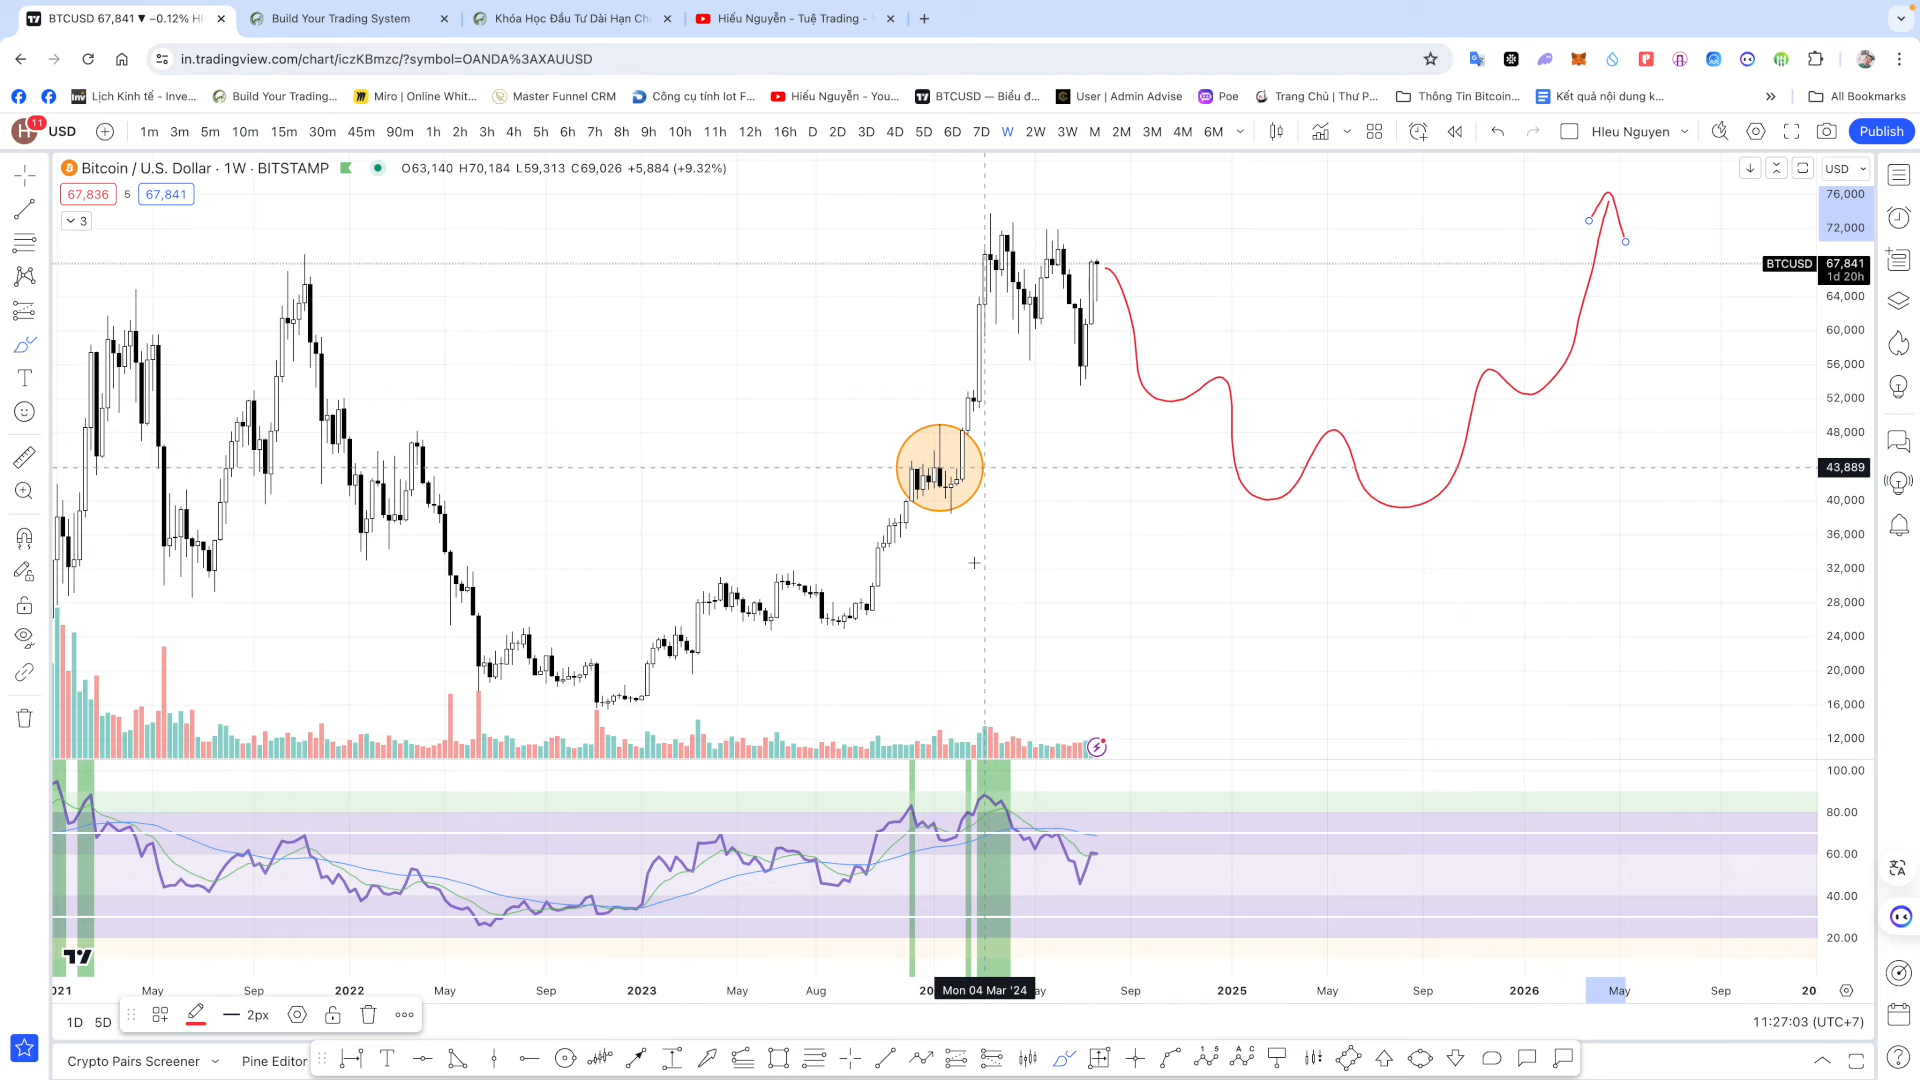 BTCUSD 67,841 ▼ −0.12% Hi
Build Your Trading System
Khóa Học Đầu Tư Dài Hạn Ch
Hiếu Nguyễn - Tuệ Trading -
in.tradingview.com/chart/iczKBmzc/?symbol=OANDA%3AXAUUSD
Lịch Kinh tế - Inve...
Build Your Trading...
Miro | Online Whit...
Master Funnel CRM
Công cụ tính lot F...
Hiếu Nguyễn - You...
BTCUSD — Biểu đ...
User | Admin Advise
Poe
Trang Chủ | Thư P...
Thông Tin Bitcoin...
Kết quả nội dung k...
All Bookmarks
H 11 USD 1m 3m 5m 10m 15m 30m 45m 90m 1h 2h 3h 4h 5h 6h 7h 8h 9h 10h 11h 12h 16h D 2D 3D 4D 5D 6D 7D W 2W 3W M 2M 3M 4M 6M HIeu Nguyen Publish
Bitcoin / U.S. Dollar · 1W · BITSTAMP O63,140 H70,184 L59,313 C69,026 +5,884 (+9.32%) USD
67,836 5 67,841
3
76,000
72,000
BTCUSD 67,841
1d 20h
64,000
60,000
56,000
52,000
48,000
43,889
40,000
36,000
32,000
28,000
24,000
20,000
16,000
12,000
100.00
80.00
60.00
40.00
20.00
021 May Sep 2022 May Sep 2023 May Aug 20 Mon 04 Mar '24 ay Sep 2025 May Sep 2026 May Sep 20
1D 5D 2px 11:27:03 (UTC+7)
Crypto Pairs Screener Pine Editor